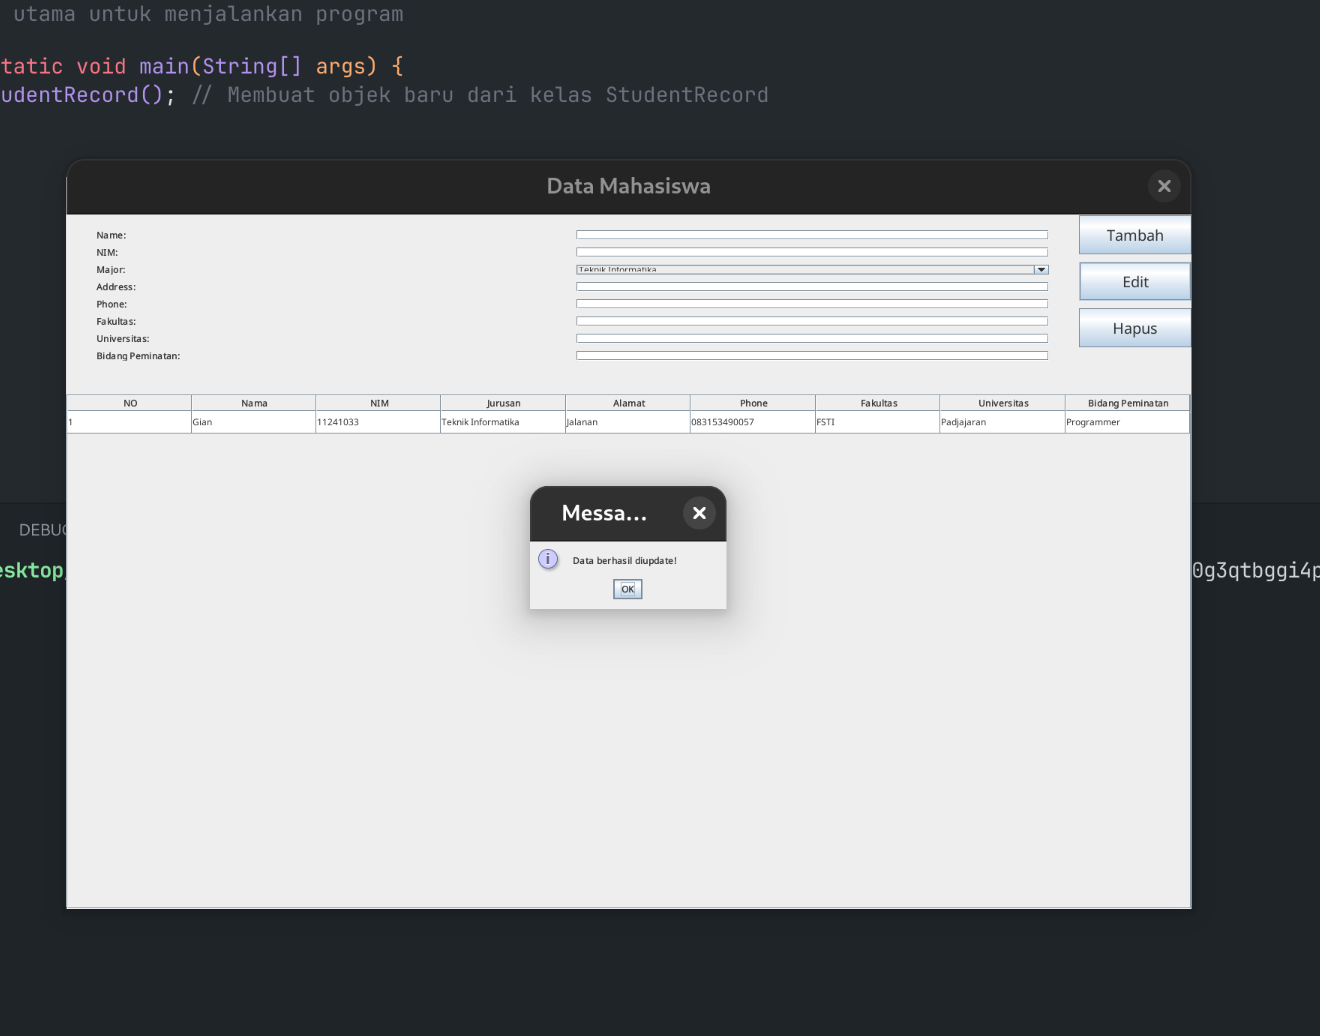 utama untuk menjalankan program
tatic void main(String[] args) {
udentRecord(); // Membuat objek baru dari kelas StudentRecord
Data Mahasiswa
Name:
NIM:
Major:
Teknik Informatika
Address:
Phone:
Fakultas:
Universitas:
Bidang Peminatan:
Tambah
Edit
Hapus
NO Nama NIM Jurusan Alamat Phone Fakultas Universitas Bidang Peminatan
1 Gian 11241033 Teknik Informatika Jalanan 083153490057 FSTI Padjajaran Programmer
Messa...
Data berhasil diupdate!
OK
DEBUG
esktop/
0g3qtbggi4p